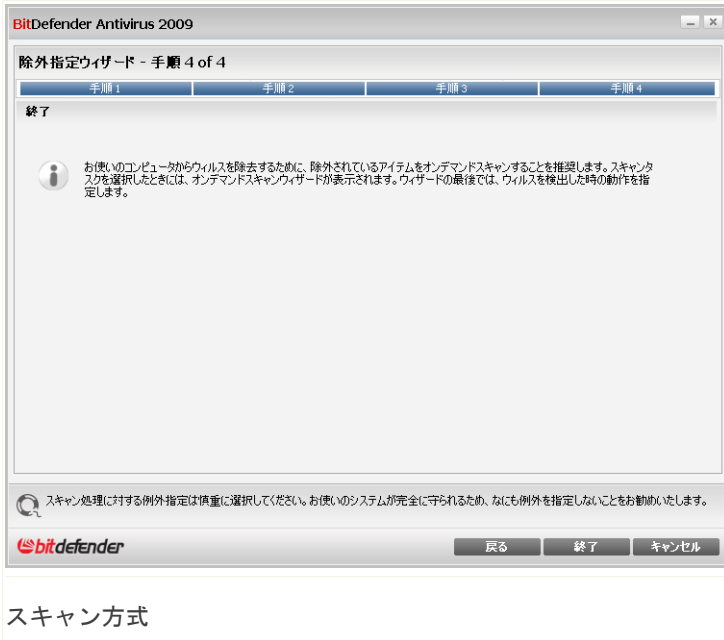 BitDefender Antivirus 2009
除外指定ウィザード - 手順 4 of 4
手順 1 手順 2 手順 3 手順 4
終了
お使いのコンピュータからウィルスを除去するために、除外されているアイテムをオンデマンドスキャンすることを推奨します。スキャンタ
スクを選択したときには、オンデマンドスキャンウィザードが表示されます。ウィザードの最後では、ウィルスを検出した時の動作を指
定します。
スキャン処理に対する例外指定は慎重に選択してください。お使いのシステムが完全に守られるため、なにも例外を指定しないことをお勧めいたします。
bitdefender
戻る 終了 キャンセル
スキャン方式